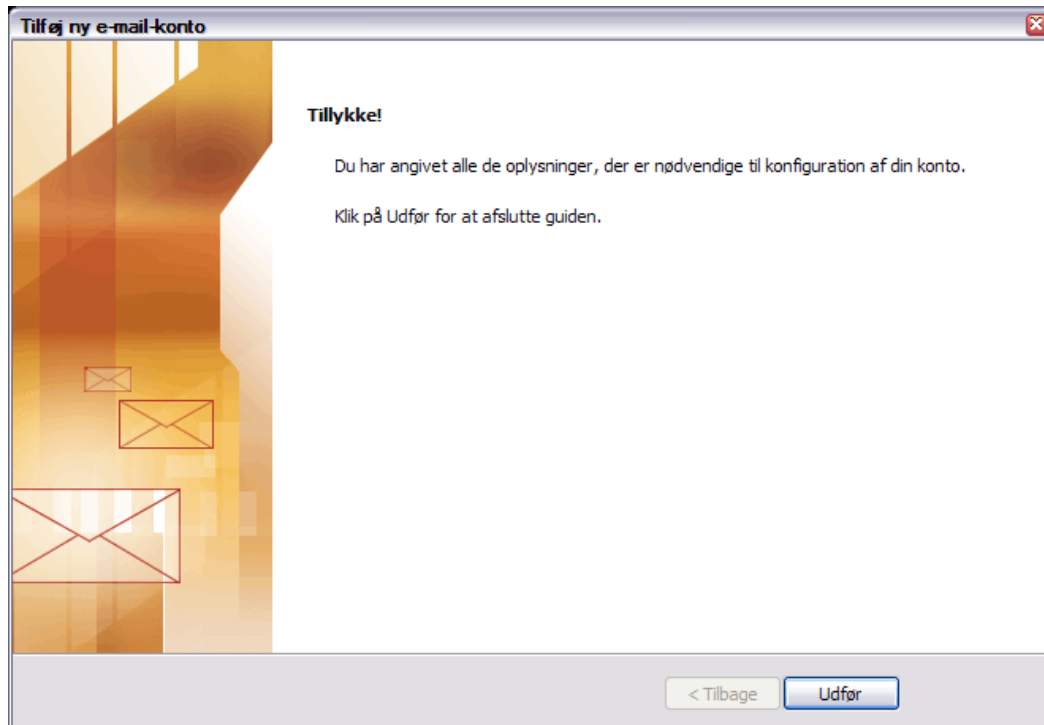 Tilføj ny e-mail-konto
Tillykke!
Du har angivet alle de oplysninger, der er nødvendige til konfiguration af din konto.
Klik på Udfør for at afslutte guiden.
< Tilbage
Udfør